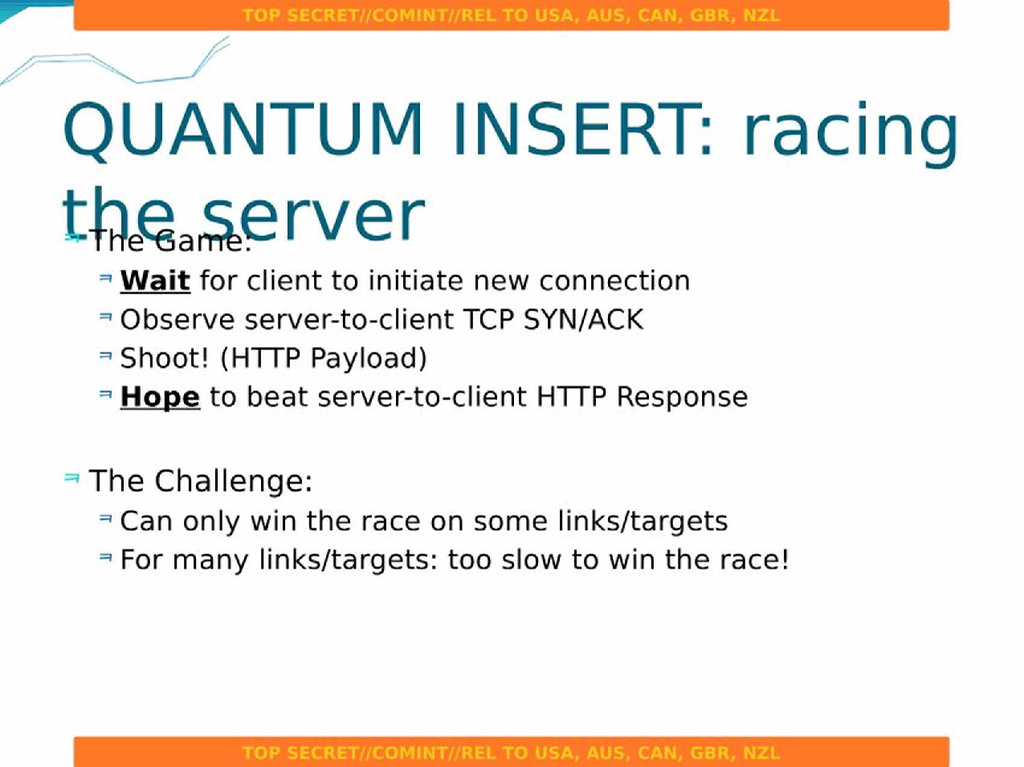 TOP SECRET//COMINT//REL TO USA, AUS, CAN, GBR, NZL
QUANTUM INSERT: racing
the server
The Game:
Wait for client to initiate new connection
Observe server-to-client TCP SYN/ACK
Shoot! (HTTP Payload)
Hope to beat server-to-client HTTP Response
The Challenge:
Can only win the race on some links/targets
For many links/targets: too slow to win the race!
TOP SECRET//COMINT//REL TO USA, AUS, CAN, GBR, NZL